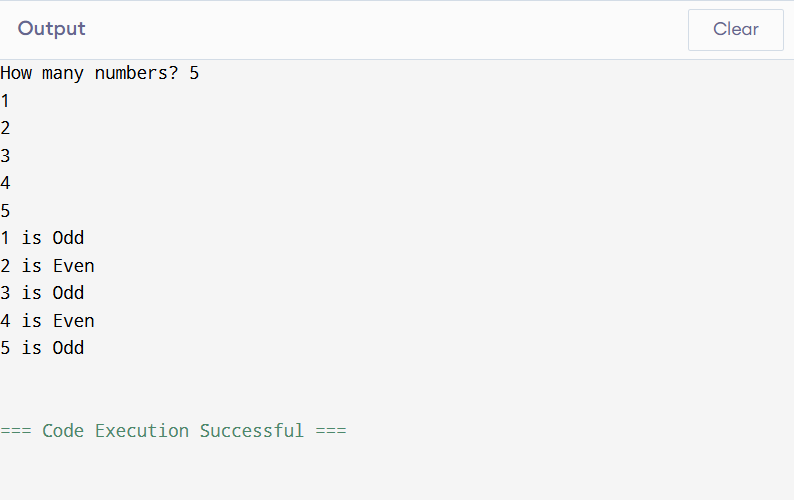 Output
Clear
How many numbers? 5
1
2
3
4
5
1 is Odd
2 is Even
3 is Odd
4 is Even
5 is Odd
=== Code Execution Successful ===